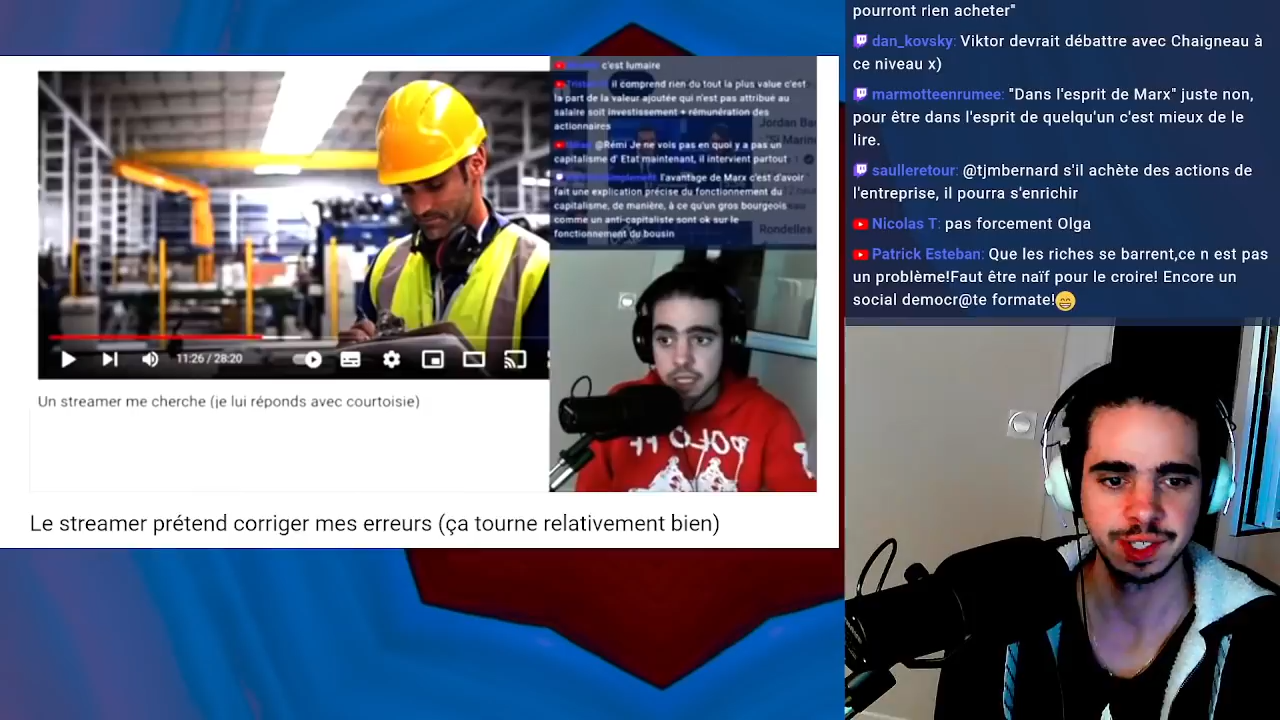 c'est lumaire
il comprend rien du tout la plus value c'est
la part de la valeur ajoutée qui n'est pas attribué au
salaire soit investissement + rémunération des
actionnaires
@Rémi Je ne vois pas en quoi y a pas un
capitalisme d' Etat maintenant, il intervient partout
l'avantage de Marx c'est d'avoir
fait une explication précise du fonctionnement du
capitalisme, de manière, à ce qu'un gros bourgeois
comme un anti-capitaliste sont ok sur le
fonctionnement du bousin
Jordan Ba
"Si Marin
Rondelles
11:26 / 28:20
Un streamer me cherche (je lui réponds avec courtoisie)
POLO
Le streamer prétend corriger mes erreurs (ça tourne relativement bien)
pourront rien acheter"
dan_kovsky: Viktor devrait débattre avec Chaigneau à
ce niveau x)
marmotteenrumee: "Dans l'esprit de Marx" juste non,
pour être dans l'esprit de quelqu'un c'est mieux de le
lire.
saulleretour: @tjmbernard s'il achète des actions de
l'entreprise, il pourra s'enrichir
Nicolas T: pas forcement Olga
Patrick Esteban: Que les riches se barrent,ce n est pas
un problème!Faut être naïf pour le croire! Encore un
social democr@te formate!😁